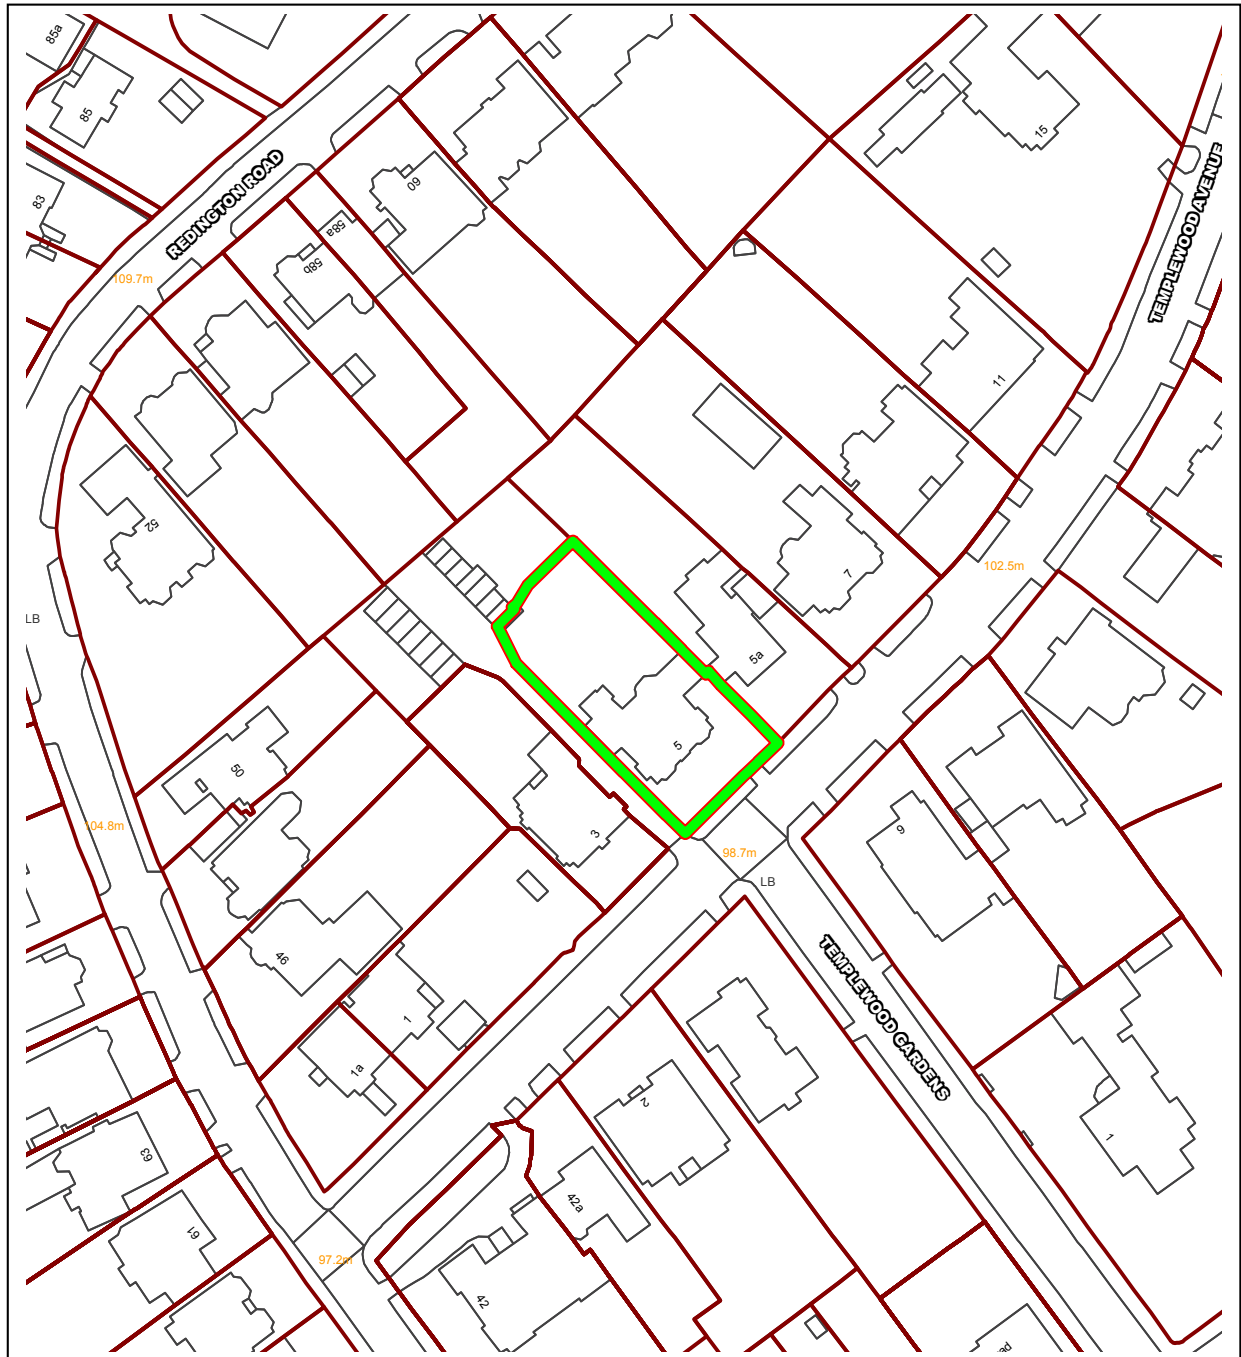 85a
85
83
REDINGTON ROAD
109.7m
60
58a
58b
15
TEMPLEWOOD AVENUE
11
52
7
102.5m
LB
5a
5
50
104.8m
3
9
98.7m
LB
46
TEMPLEWOOD GARDENS
1
1a
2
1
63
42a
61
97.2m
42